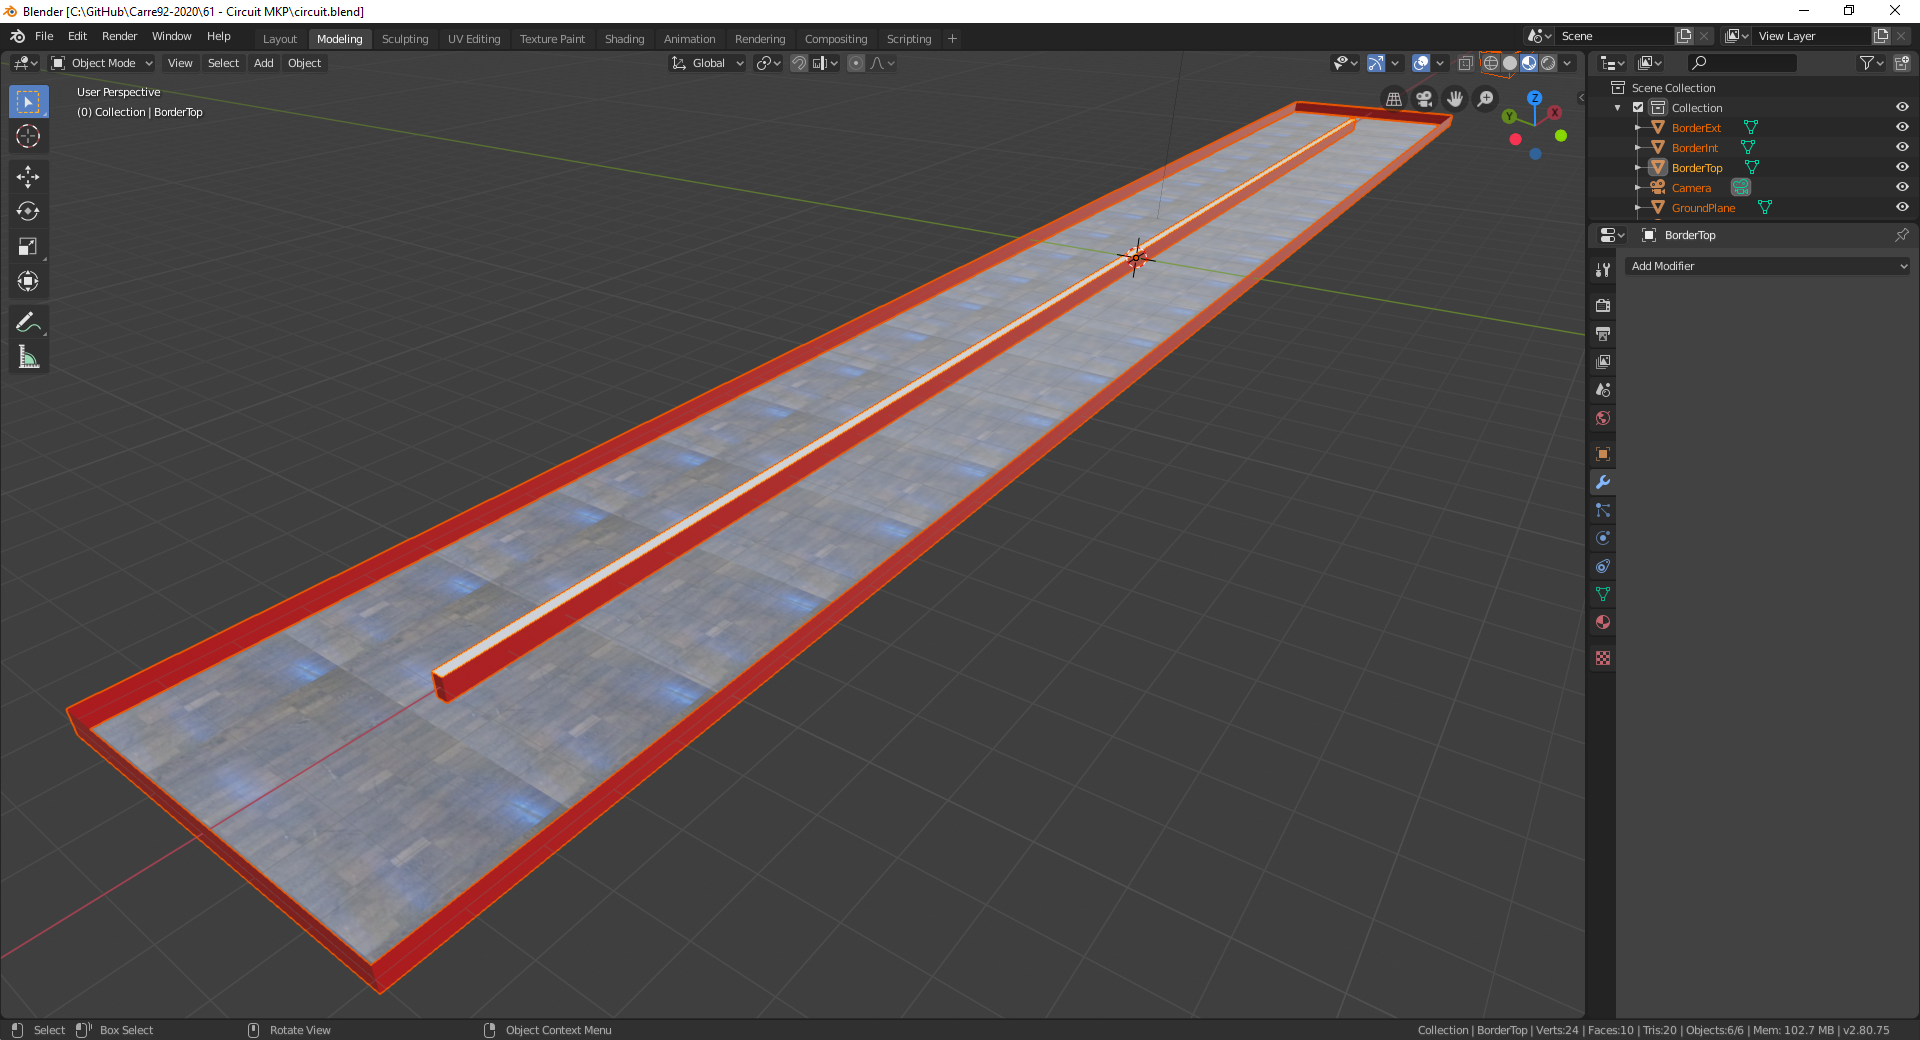 Blender [C:\GitHub\Carre92-2020\61 - Circuit MKP\circuit.blend]
File Edit Render Window Help Layout Modeling Sculpting UV Editing Texture Paint Shading Animation Rendering Compositing Scripting + Scene View Layer
Object Mode View Select Add Object Global
User Perspective
(0) Collection | BorderTop
Z
Y
X
Scene Collection
Collection
BorderExt
BorderInt
BorderTop
Camera
GroundPlane
BorderTop
Add Modifier
Select Box Select Rotate View Object Context Menu Collection | BorderTop | Verts:24 | Faces:10 | Tris:20 | Objects:6/6 | Mem: 102.7 MB | v2.80.75